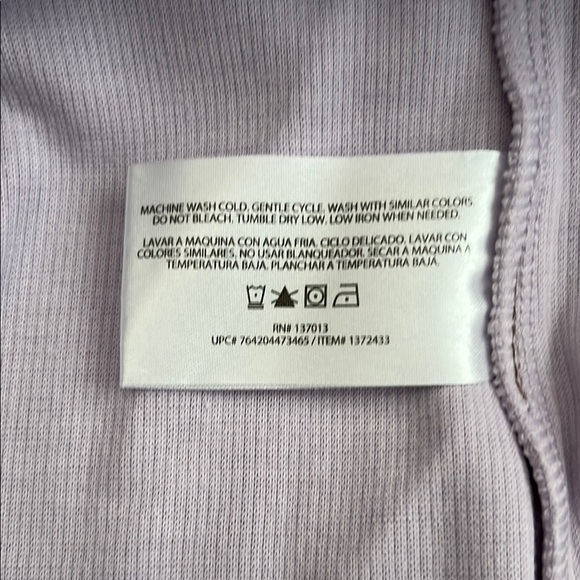 MACHINE WASH COLD, GENTLE CYCLE, WASH WITH SIMILAR COLORS.
DO NOT BLEACH, TUMBLE DRY LOW, LOW IRON WHEN NEEDED.
LAVAR A MAQUINA CON AGUA FRIA, CICLO DELICADO, LAVAR CON
COLORES SIMILARES, NO USAR BLANQUEADOR, SECAR A MAQUINA A
TEMPERATURA BAJA, PLANCHAR A TEMPERATURA BAJA.
RN# 137013
UPC# 764204473465 / ITEM# 1372433